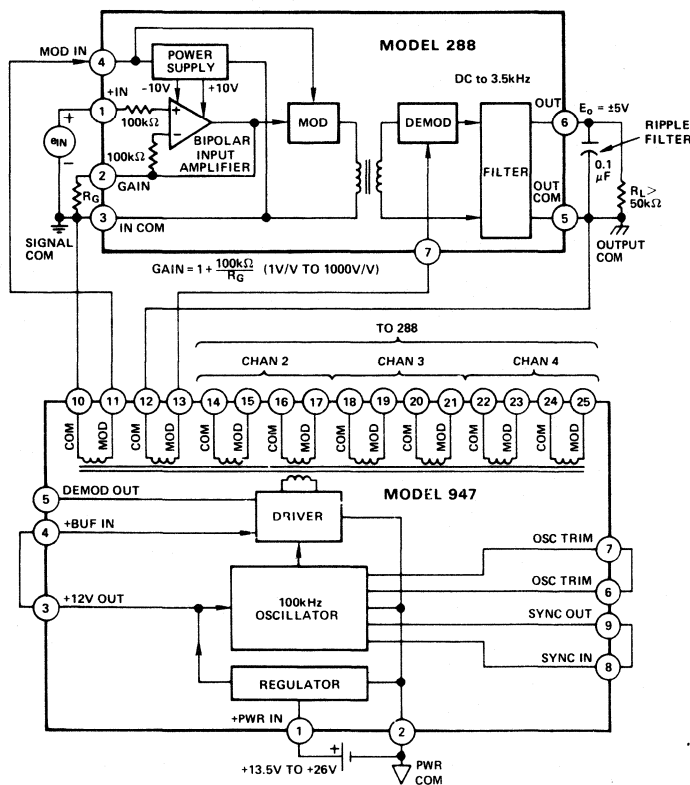 MODEL 288
MOD IN
4
POWER
SUPPLY
-10V
+10V
DC to 3.5kHz
+IN
1
100kΩ
+
−
eIN
+
−
MOD
DEMOD
OUT
6
Eo = ±5V
RIPPLE
FILTER
0.1
μF
100kΩ
BIPOLAR
INPUT
AMPLIFIER
FILTER
2
GAIN
RG
OUT
COM
RL >
50kΩ
3
IN COM
5
SIGNAL
COM
OUTPUT
COM
7
GAIN = 1 + 100kΩ
RG
(1V/V TO 1000V/V)
TO 288
CHAN 2
CHAN 3
CHAN 4
10
11
12
13
14
15
16
17
18
19
20
21
22
23
24
25
COM
MOD
COM
MOD
COM
MOD
COM
MOD
COM
MOD
COM
MOD
COM
MOD
COM
MOD
MODEL 947
5
DEMOD OUT
DRIVER
4
+BUF IN
OSC TRIM
7
3
+12V OUT
100kHz
OSCILLATOR
OSC TRIM
6
SYNC OUT
9
SYNC IN
8
REGULATOR
+PWR IN
1
2
+
+13.5V TO +26V
PWR
COM